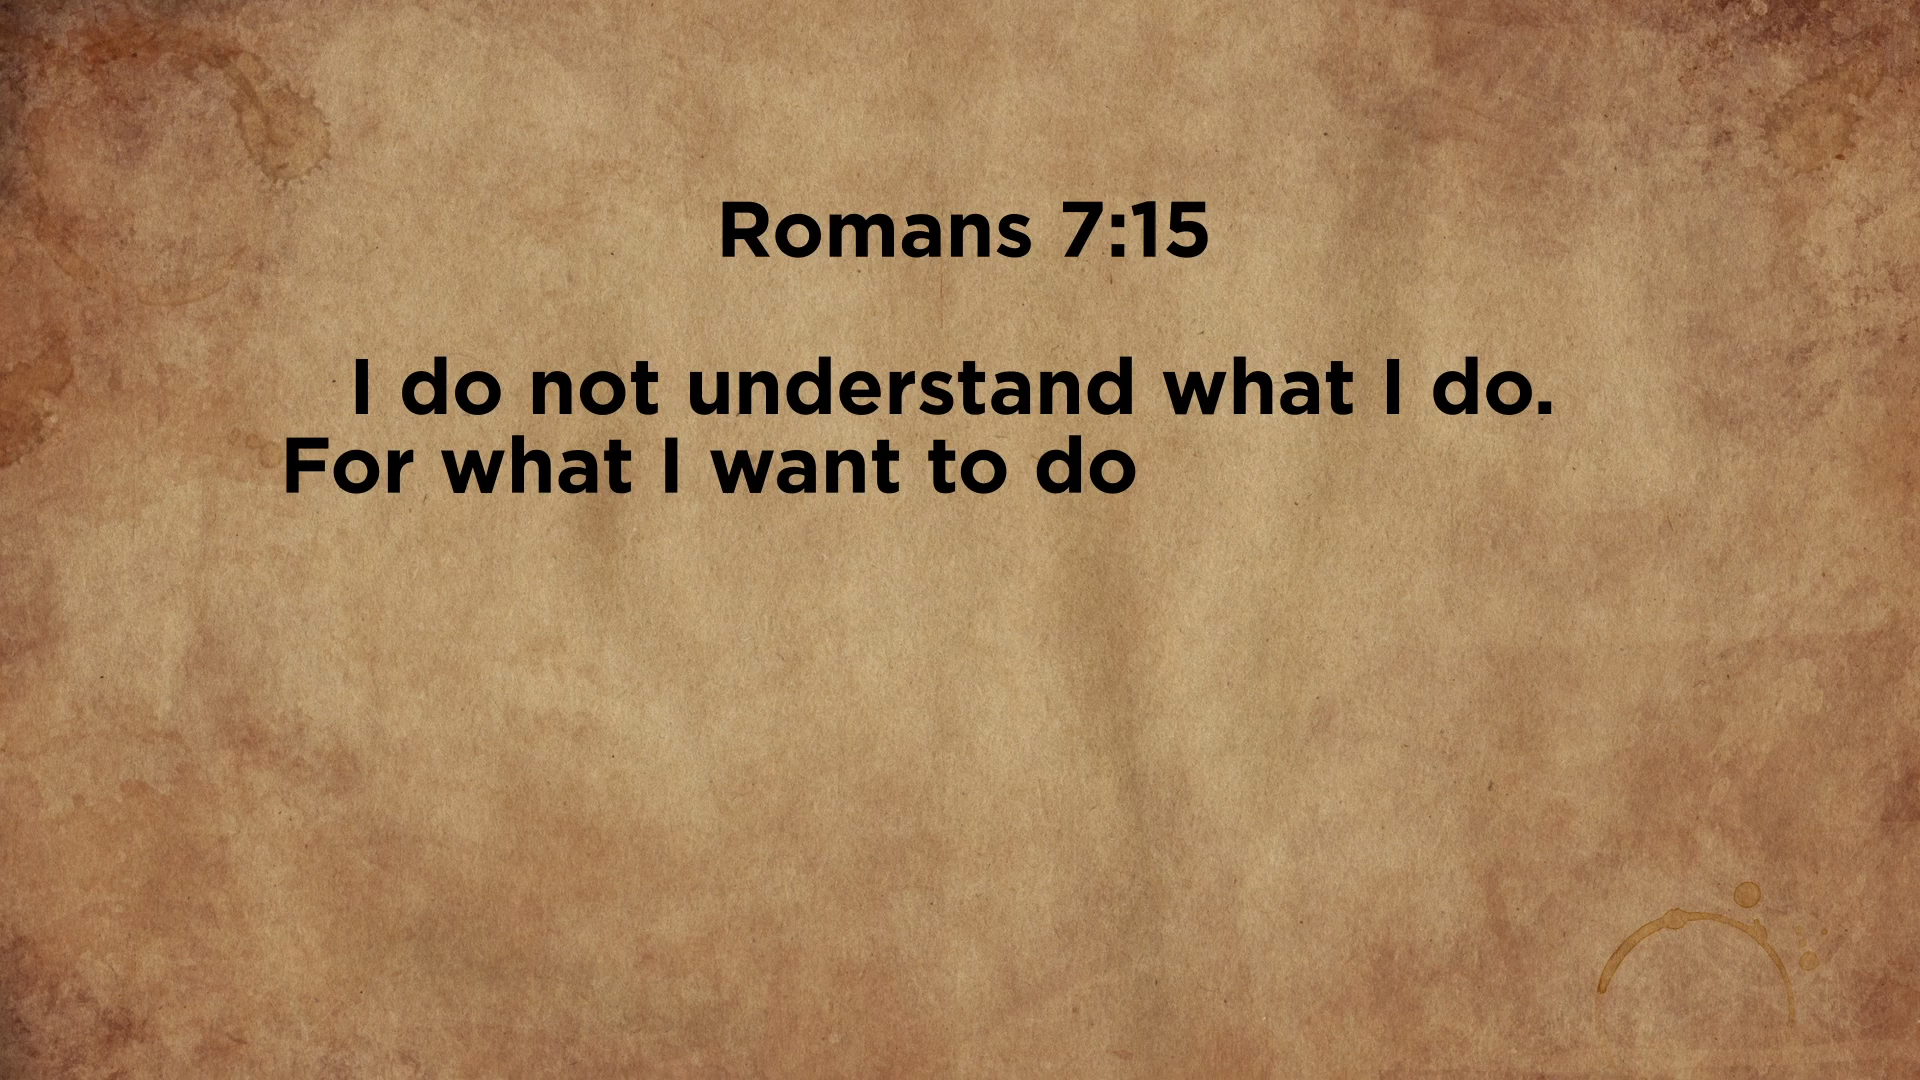 Romans 7:15
I do not understand what I do.
For what I want to do